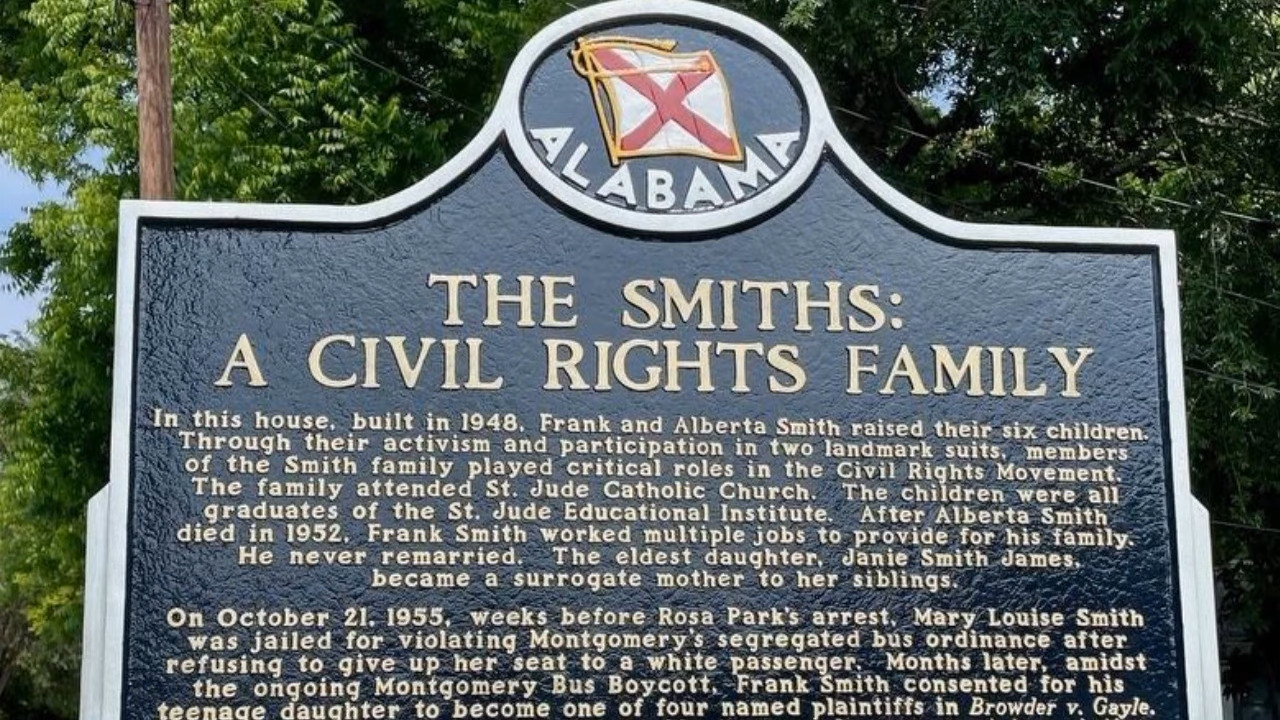 ALABAMA
THE SMITHS:
A CIVIL RIGHTS FAMILY
In this house, built in 1948, Frank and Alberta Smith raised their six children.
Through their activism and participation in two landmark suits, members
of the Smith family played critical roles in the Civil Rights Movement.
The family attended St. Jude Catholic Church. The children were all
graduates of the St. Jude Educational Institute. After Alberta Smith
died in 1952, Frank Smith worked multiple jobs to provide for his family.
He never remarried. The eldest daughter, Janie Smith James,
became a surrogate mother to her siblings.
On October 21, 1955, weeks before Rosa Park's arrest, Mary Louise Smith
was jailed for violating Montgomery's segregated bus ordinance after
refusing to give up her seat to a white passenger. Months later, amidst
the ongoing Montgomery Bus Boycott, Frank Smith consented for his
teenage daughter to become one of four named plaintiffs in Browder v. Gayle,